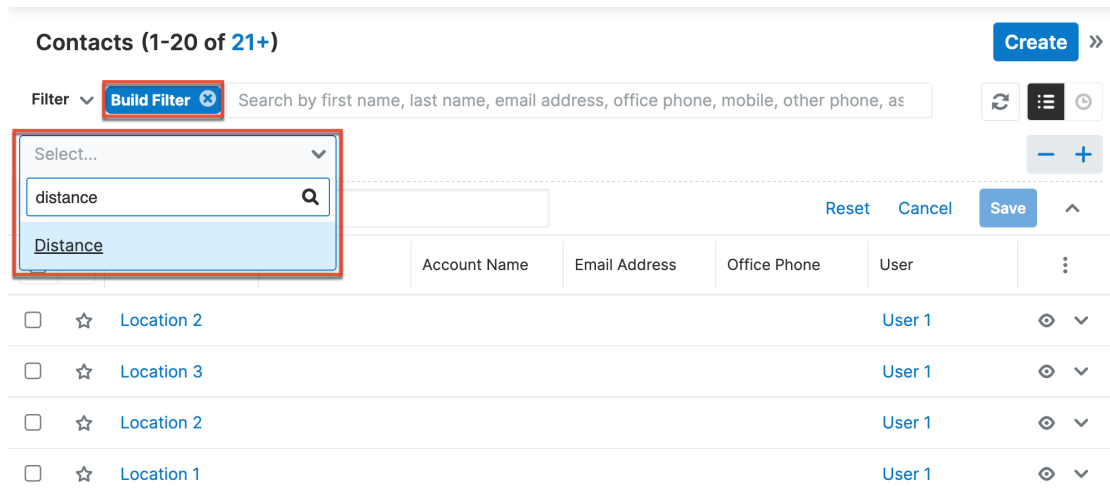 Contacts (1-20 of 21+)
Create
Filter
Build Filter
Search by first name, last name, email address, office phone, mobile, other phone, as
Select...
distance
Distance
Reset
Cancel
Save
Account Name
Email Address
Office Phone
User
Location 2
User 1
Location 3
User 1
Location 2
User 1
Location 1
User 1